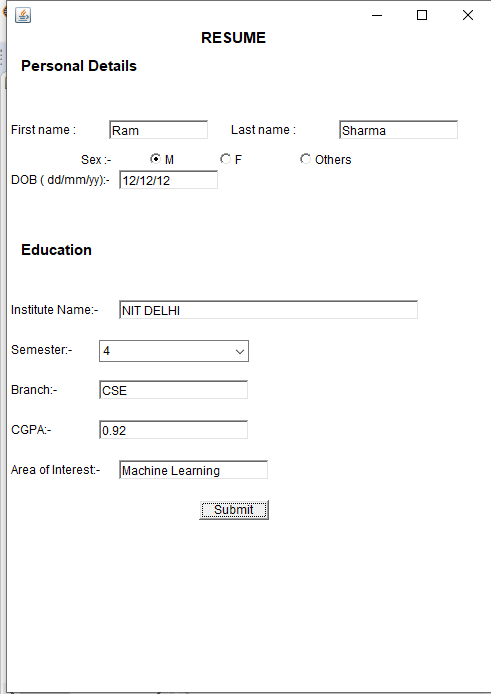 RESUME
Personal Details
First name : Ram Last name : Sharma
Sex :- M F Others
DOB ( dd/mm/yy):- 12/12/12
Education
Institute Name:- NIT DELHI
Semester:- 4
Branch:- CSE
CGPA:- 0.92
Area of Interest:- Machine Learning
Submit